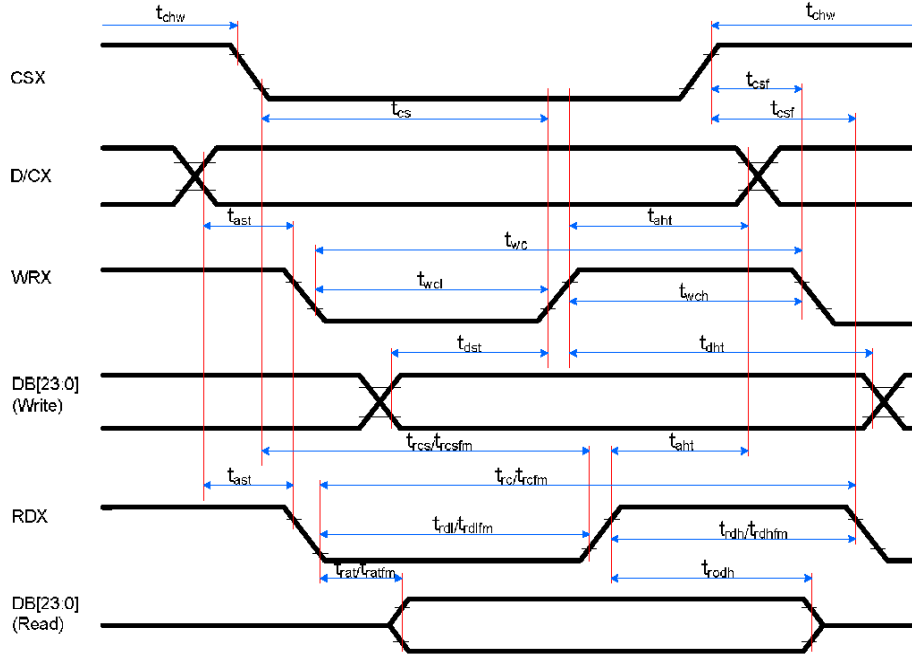 tchw
tchw
CSX
tcsf
tcs
tcsf
D/CX
tast
taht
twc
WRX
twcl
twch
tdst
tdht
DB[23:0]
(Write)
trcs/trcsfm
taht
tast
trc/trcfm
RDX
trdl/trdlfm
trdh/trdhfm
trat/tratfm
trodh
DB[23:0]
(Read)